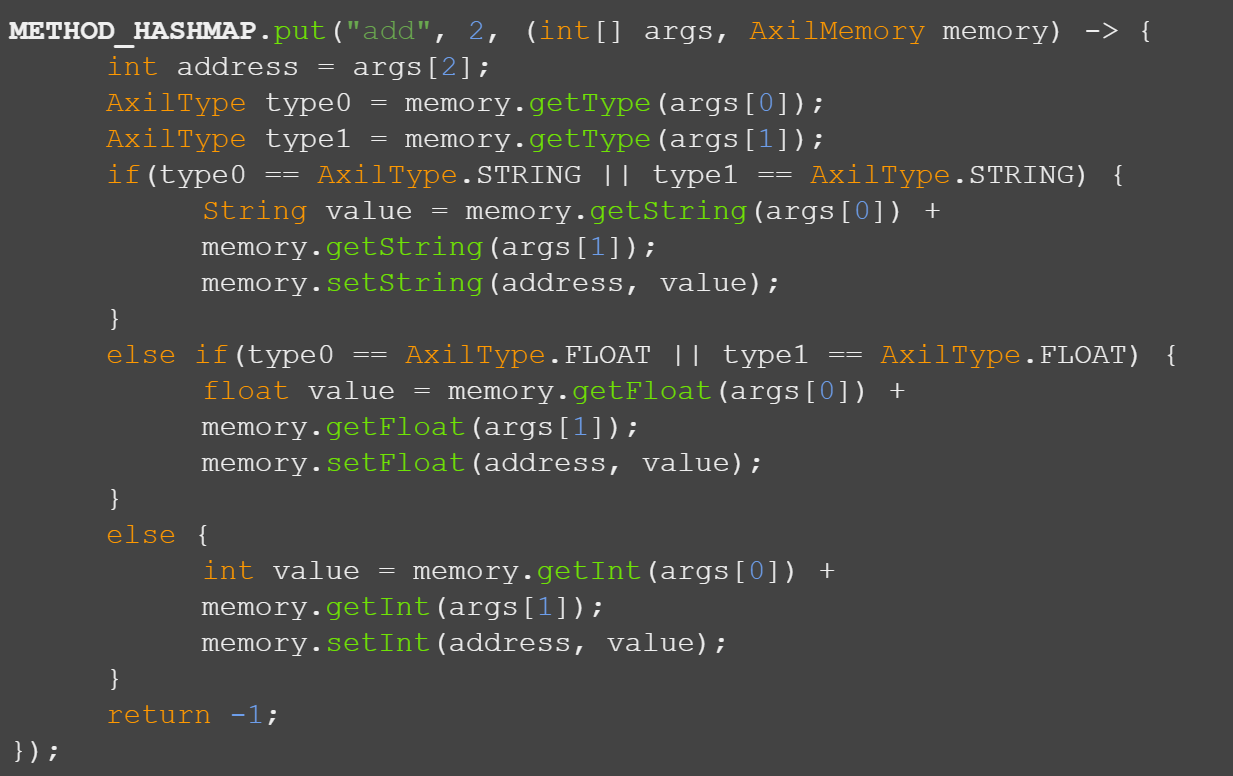 METHOD_HASHMAP.put("add", 2, (int[] args, AxilMemory memory) -> {
int address = args[2];
AxilType type0 = memory.getType(args[0]);
AxilType type1 = memory.getType(args[1]);
if(type0 == AxilType.STRING || type1 == AxilType.STRING) {
String value = memory.getString(args[0]) +
memory.getString(args[1]);
memory.setString(address, value);
}
else if(type0 == AxilType.FLOAT || type1 == AxilType.FLOAT) {
float value = memory.getFloat(args[0]) +
memory.getFloat(args[1]);
memory.setFloat(address, value);
}
else {
int value = memory.getInt(args[0]) +
memory.getInt(args[1]);
memory.setInt(address, value);
}
return -1;
});